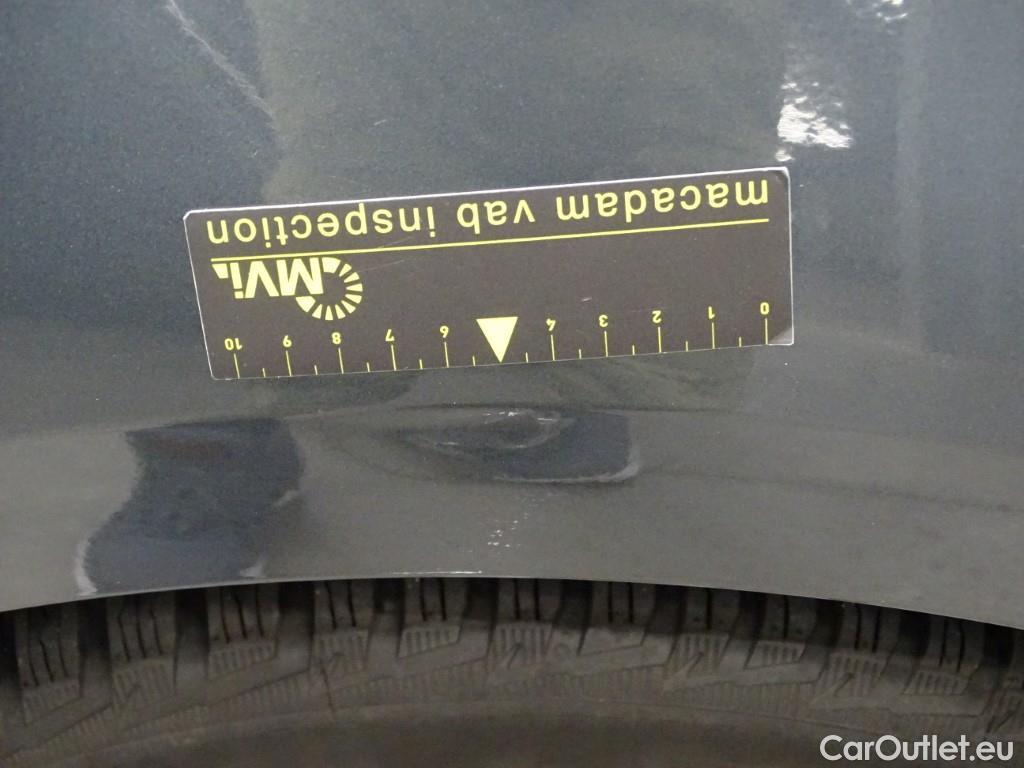 macadam vab inspection
MVi.
0 1 2 3 4 6 7 8 9 10
CarOutlet.eu